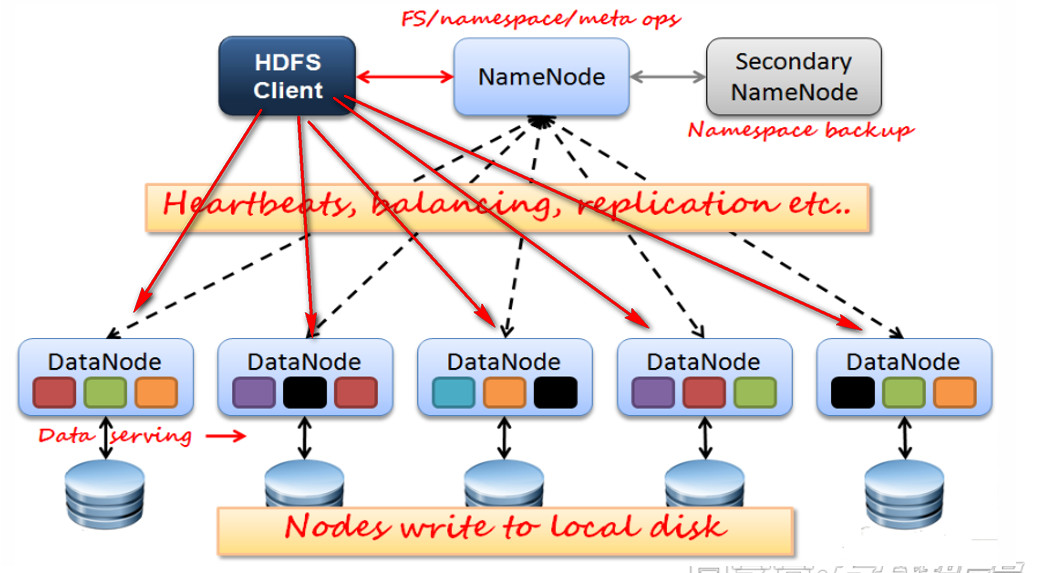 FS/namespace/meta ops
HDFS
Client
NameNode
Secondary
NameNode
Namespace backup
Heartbeats, balancing, replication etc..
DataNode
DataNode
DataNode
DataNode
DataNode
Data serving
Nodes write to local disk